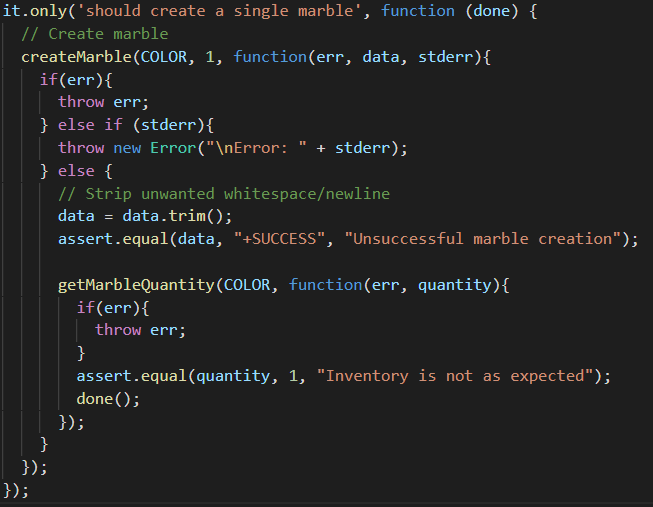 it.only('should create a single marble', function (done) {
  // Create marble
  createMarble(COLOR, 1, function(err, data, stderr){
    if(err){
      throw err;
    } else if (stderr){
      throw new Error("\nError: " + stderr);
    } else {
      // Strip unwanted whitespace/newline
      data = data.trim();
      assert.equal(data, "+SUCCESS", "Unsuccessful marble creation");

      getMarbleQuantity(COLOR, function(err, quantity){
        if(err){
          throw err;
        }
        assert.equal(quantity, 1, "Inventory is not as expected");
        done();
      });
    }
  });
});